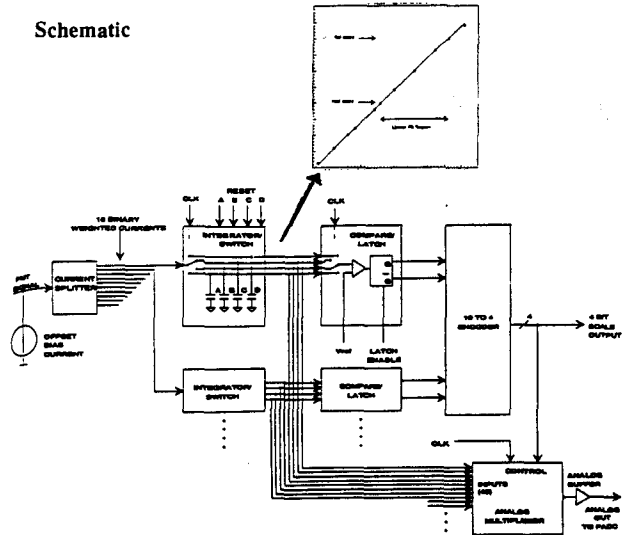 Schematic
CLK
RESET
A B C D
CLK
16 BINARY
WEIGHTED CURRENTS
INTEGRATOR/
SWITCH
COMPARE/
LATCH
PMT
SIGNAL
CURRENT
SPLITTER
A B C D
16 TO 4
ENCODER
4
4 BIT
SCALE
OUTPUT
OFFSET
BIAS
CURRENT
Vref
LATCH
ENABLE
INTEGRATOR/
SWITCH
COMPARE/
LATCH
CLK
CONTROL
INPUTS
ANALOG
MULTIPLEXER
ANALOG
BUFFER
ANALOG
OUT
TO FADC